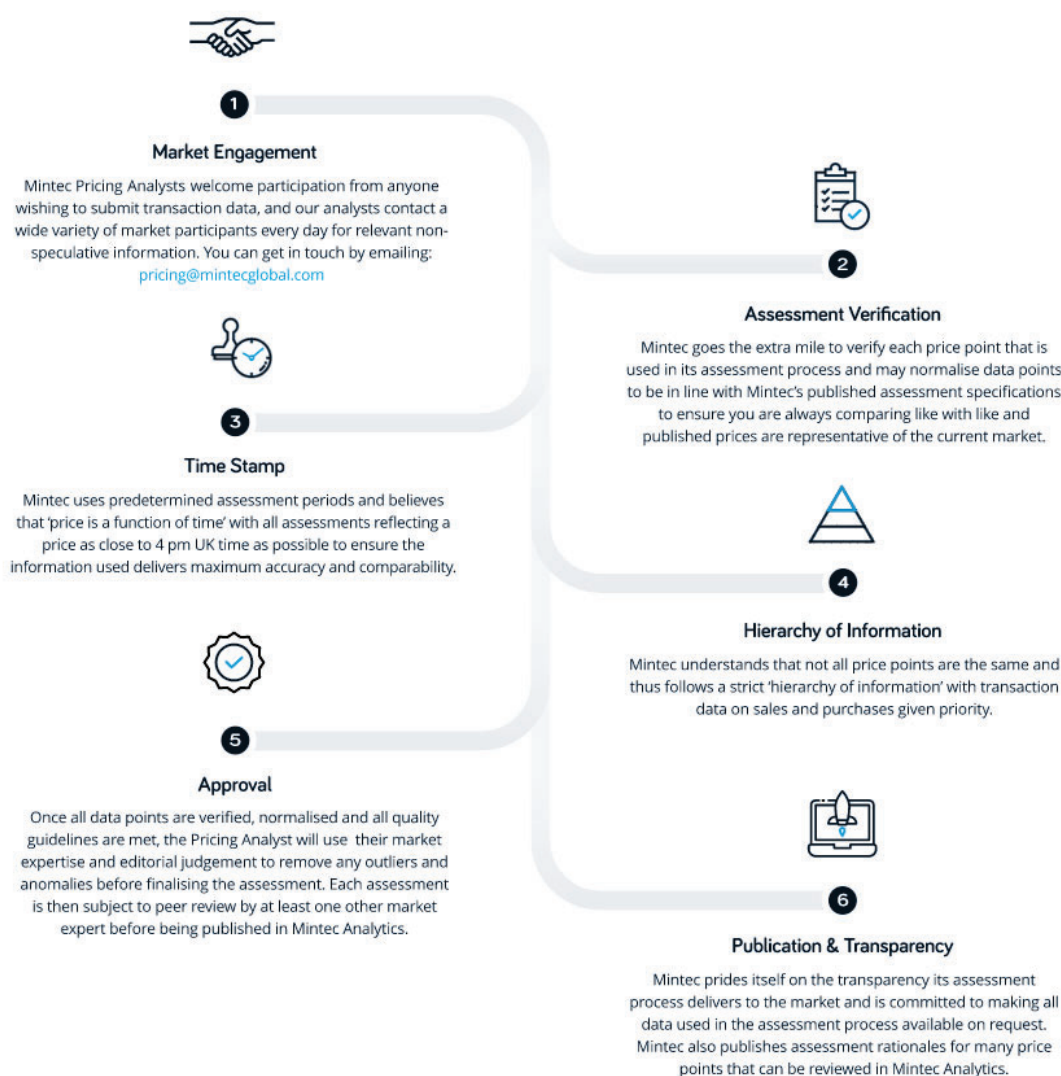 1
Market Engagement
Mintec Pricing Analysts welcome participation from anyone
wishing to submit transaction data, and our analysts contact a
wide variety of market participants every day for relevant non-
speculative information. You can get in touch by emailing:
pricing@mintecglobal.com
2
Assessment Verification
Mintec goes the extra mile to verify each price point that is
used in its assessment process and may normalise data points
to be in line with Mintec's published assessment specifications
to ensure you are always comparing like with like and
published prices are representative of the current market.
3
Time Stamp
Mintec uses predetermined assessment periods and believes
that 'price is a function of time' with all assessments reflecting a
price as close to 4 pm UK time as possible to ensure the
information used delivers maximum accuracy and comparability.
4
Hierarchy of Information
Mintec understands that not all price points are the same and
thus follows a strict 'hierarchy of information' with transaction
data on sales and purchases given priority.
5
Approval
Once all data points are verified, normalised and all quality
guidelines are met, the Pricing Analyst will use their market
expertise and editorial judgement to remove any outliers and
anomalies before finalising the assessment. Each assessment
is then subject to peer review by at least one other market
expert before being published in Mintec Analytics.
6
Publication & Transparency
Mintec prides itself on the transparency its assessment
process delivers to the market and is committed to making all
data used in the assessment process available on request.
Mintec also publishes assessment rationales for many price
points that can be reviewed in Mintec Analytics.